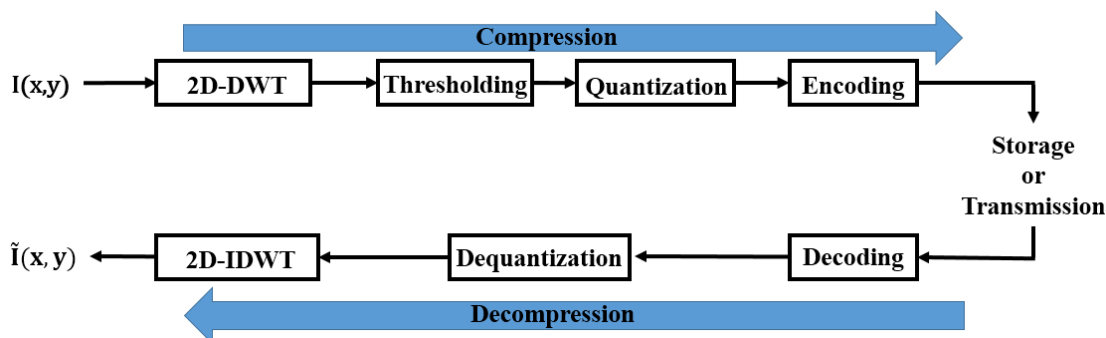 Compression
I(x,y)
2D-DWT
Thresholding
Quantization
Encoding
Storage
or
Transmission
Ĩ(x, y)
2D-IDWT
Dequantization
Decoding
Decompression